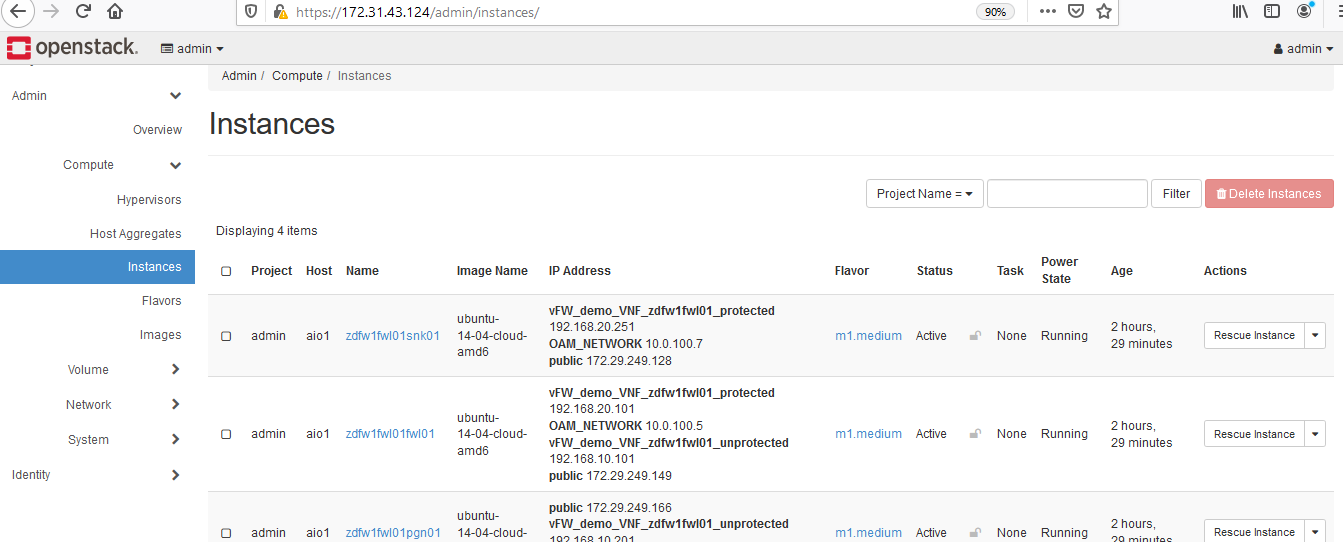 https://172.31.43.124/admin/instances/
90%
openstack.
admin
admin
Admin / Compute / Instances
Admin
Overview
Compute
Hypervisors
Host Aggregates
Instances
Flavors
Images
Volume
Network
System
Identity
Instances
Project Name =
Filter
Delete Instances
Displaying 4 items
Project Host Name Image Name IP Address Flavor Status Task Power State Age Actions
admin aio1 zdfw1fwl01snk01
ubuntu-
14-04-cloud-
amd6
vFW_demo_VNF_zdfw1fwl01_protected
192.168.20.251
OAM_NETWORK 10.0.100.7
public 172.29.249.128
m1.medium Active None Running
2 hours,
29 minutes
Rescue Instance
admin aio1 zdfw1fwl01fwl01
ubuntu-
14-04-cloud-
amd6
vFW_demo_VNF_zdfw1fwl01_protected
192.168.20.101
OAM_NETWORK 10.0.100.5
vFW_demo_VNF_zdfw1fwl01_unprotected
192.168.10.101
public 172.29.249.149
m1.medium Active None Running
2 hours,
29 minutes
Rescue Instance
admin aio1 zdfw1fwl01pgn01
ubuntu-
14-04-cloud-
public 172.29.249.166
vFW_demo_VNF_zdfw1fwl01_unprotected
192.168.10.201
m1.medium Active None Running
2 hours,
29 minutes
Rescue Instance